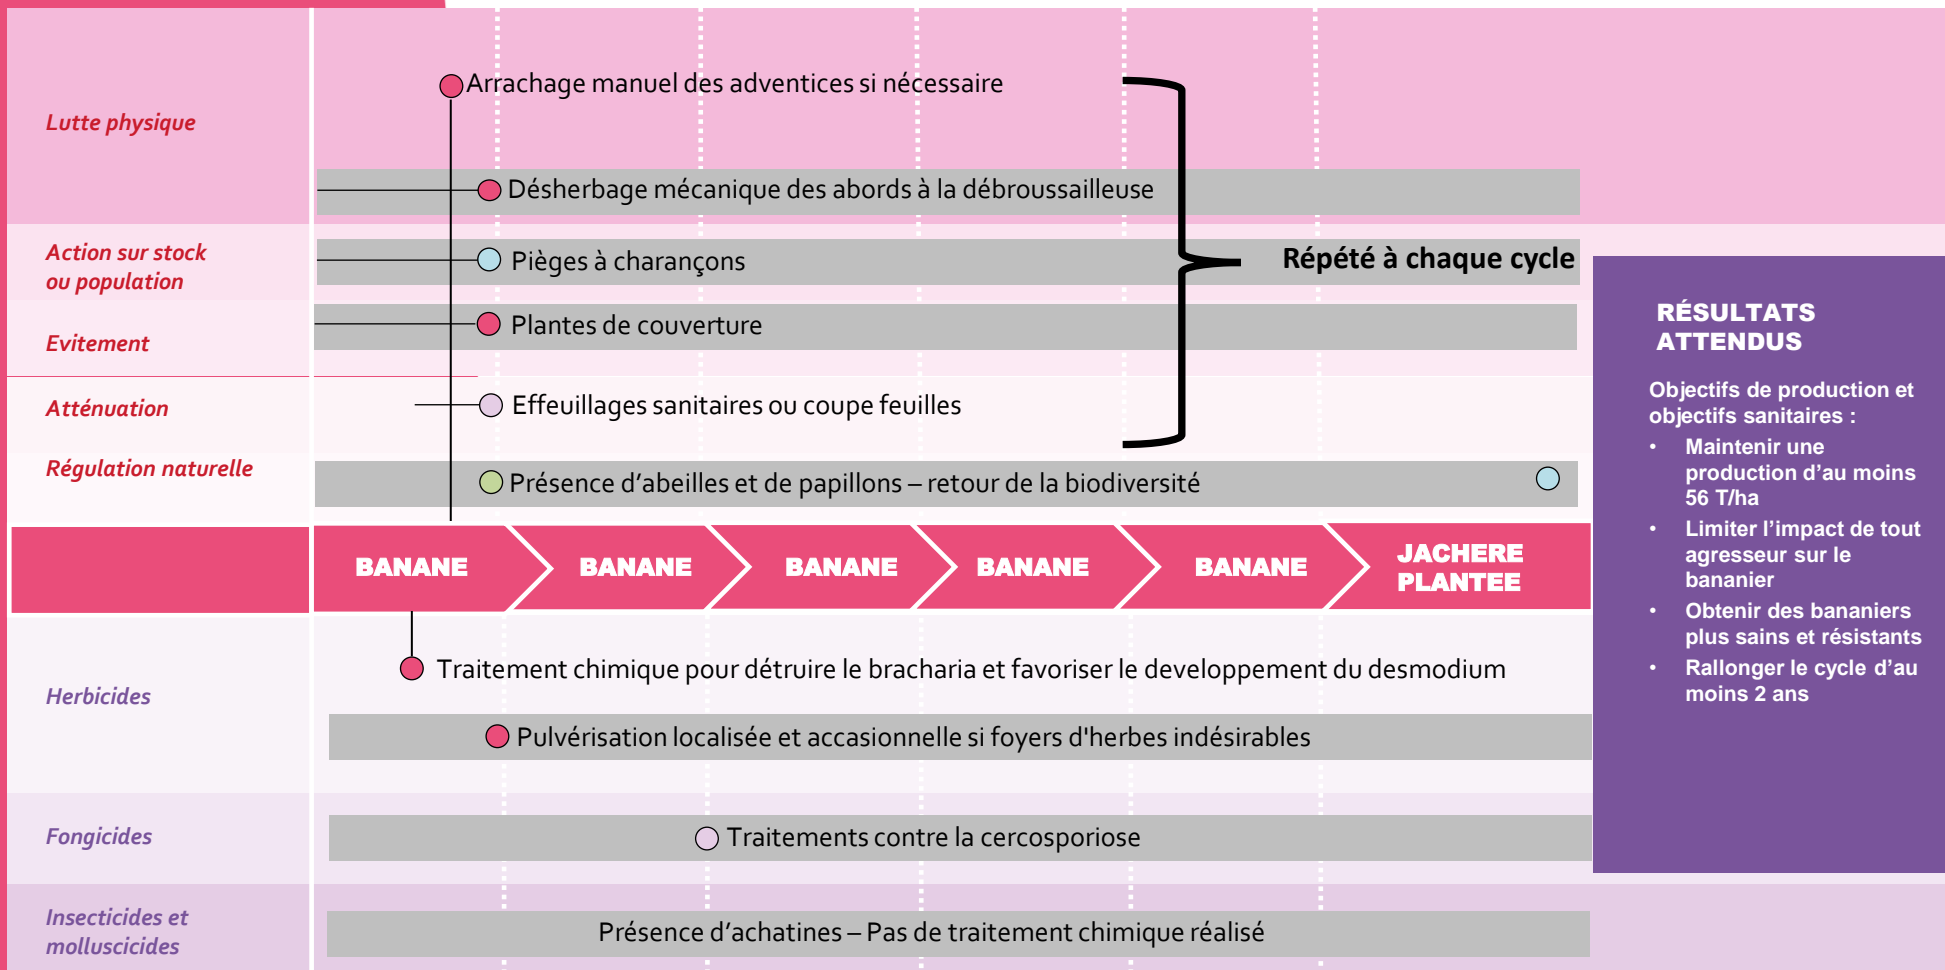 Lutte physique
Arrachage manuel des adventices si nécessaire
Désherbage mécanique des abords à la débroussailleuse
Action sur stock
ou population
Pièges à charançons
Répété à chaque cycle
Evitement
Plantes de couverture
Atténuation
Effeuillages sanitaires ou coupe feuilles
Régulation naturelle
Présence d'abeilles et de papillons – retour de la biodiversité
BANANE
BANANE
BANANE
BANANE
BANANE
JACHERE
PLANTEE
Herbicides
Traitement chimique pour détruire le bracharia et favoriser le developpement du desmodium
Pulvérisation localisée et accasionnelle si foyers d'herbes indésirables
Fongicides
Traitements contre la cercosporiose
Insecticides et
molluscicides
Présence d'achatines – Pas de traitement chimique réalisé
RÉSULTATS
ATTENDUS
Objectifs de production et
objectifs sanitaires :
• Maintenir une
production d'au moins
56 T/ha
• Limiter l'impact de tout
agresseur sur le
bananier
• Obtenir des bananiers
plus sains et résistants
• Rallonger le cycle d'au
moins 2 ans